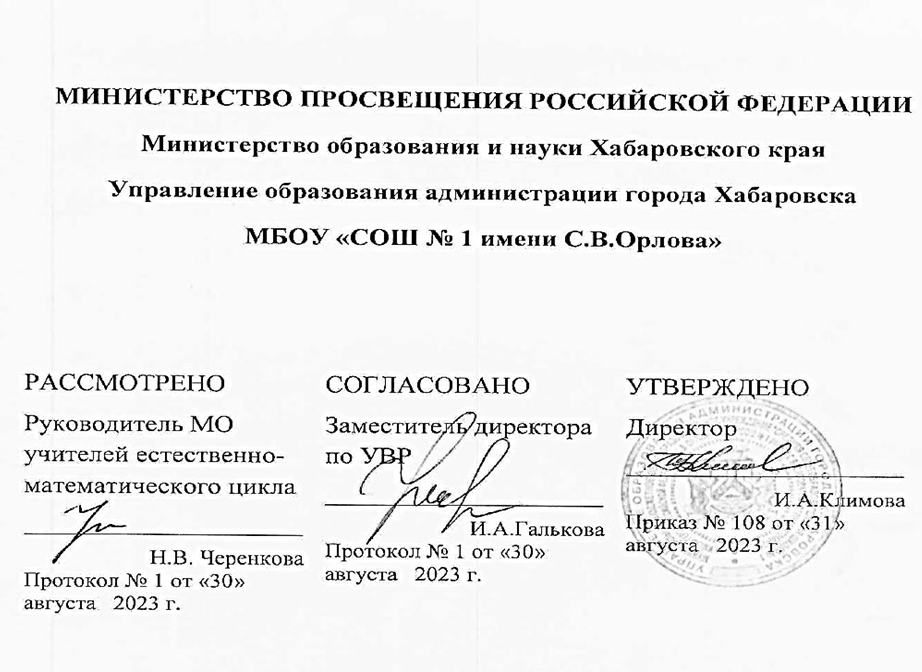 МИНИСТЕРСТВО ПРОСВЕЩЕНИЯ РОССИЙСКОЙ ФЕДЕРАЦИИ
Министерство образования и науки Хабаровского края
Управление образования администрации города Хабаровска
МБОУ «СОШ № 1 имени С.В.Орлова»
РАССМОТРЕНО
Руководитель МО
учителей естественно-
математического цикла
Н.В. Черенкова
Протокол № 1 от «30»
августа 2023 г.
СОГЛАСОВАНО
Заместитель директора
по УВР
И.А.Галькова
Протокол № 1 от «30»
августа 2023 г.
УТВЕРЖДЕНО
Директор
И.А.Климова
Приказ № 108 от «31»
августа 2023 г.